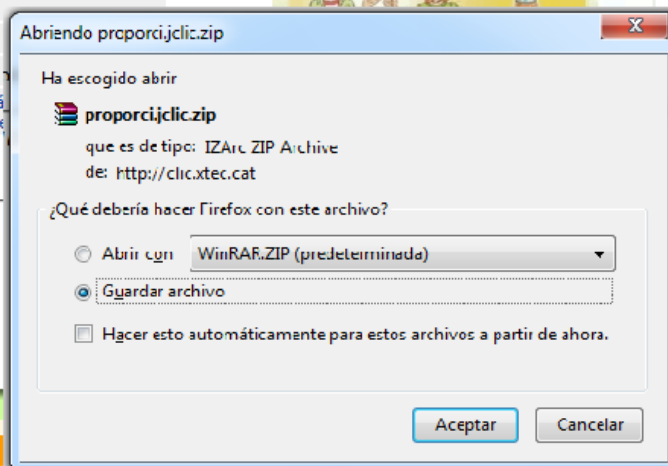 Abriendo proporci.jclic.zip
Ha escogido abrir
proporci.jclic.zip
que es de tipo: IZArc ZIP Archive
de: http://clic.xtec.cat
¿Qué debería hacer Firefox con este archivo?
Abrir con WinRAR.ZIP (predeterminada)
Guardar archivo
Hacer esto automáticamente para estos archivos a partir de ahora.
Aceptar Cancelar